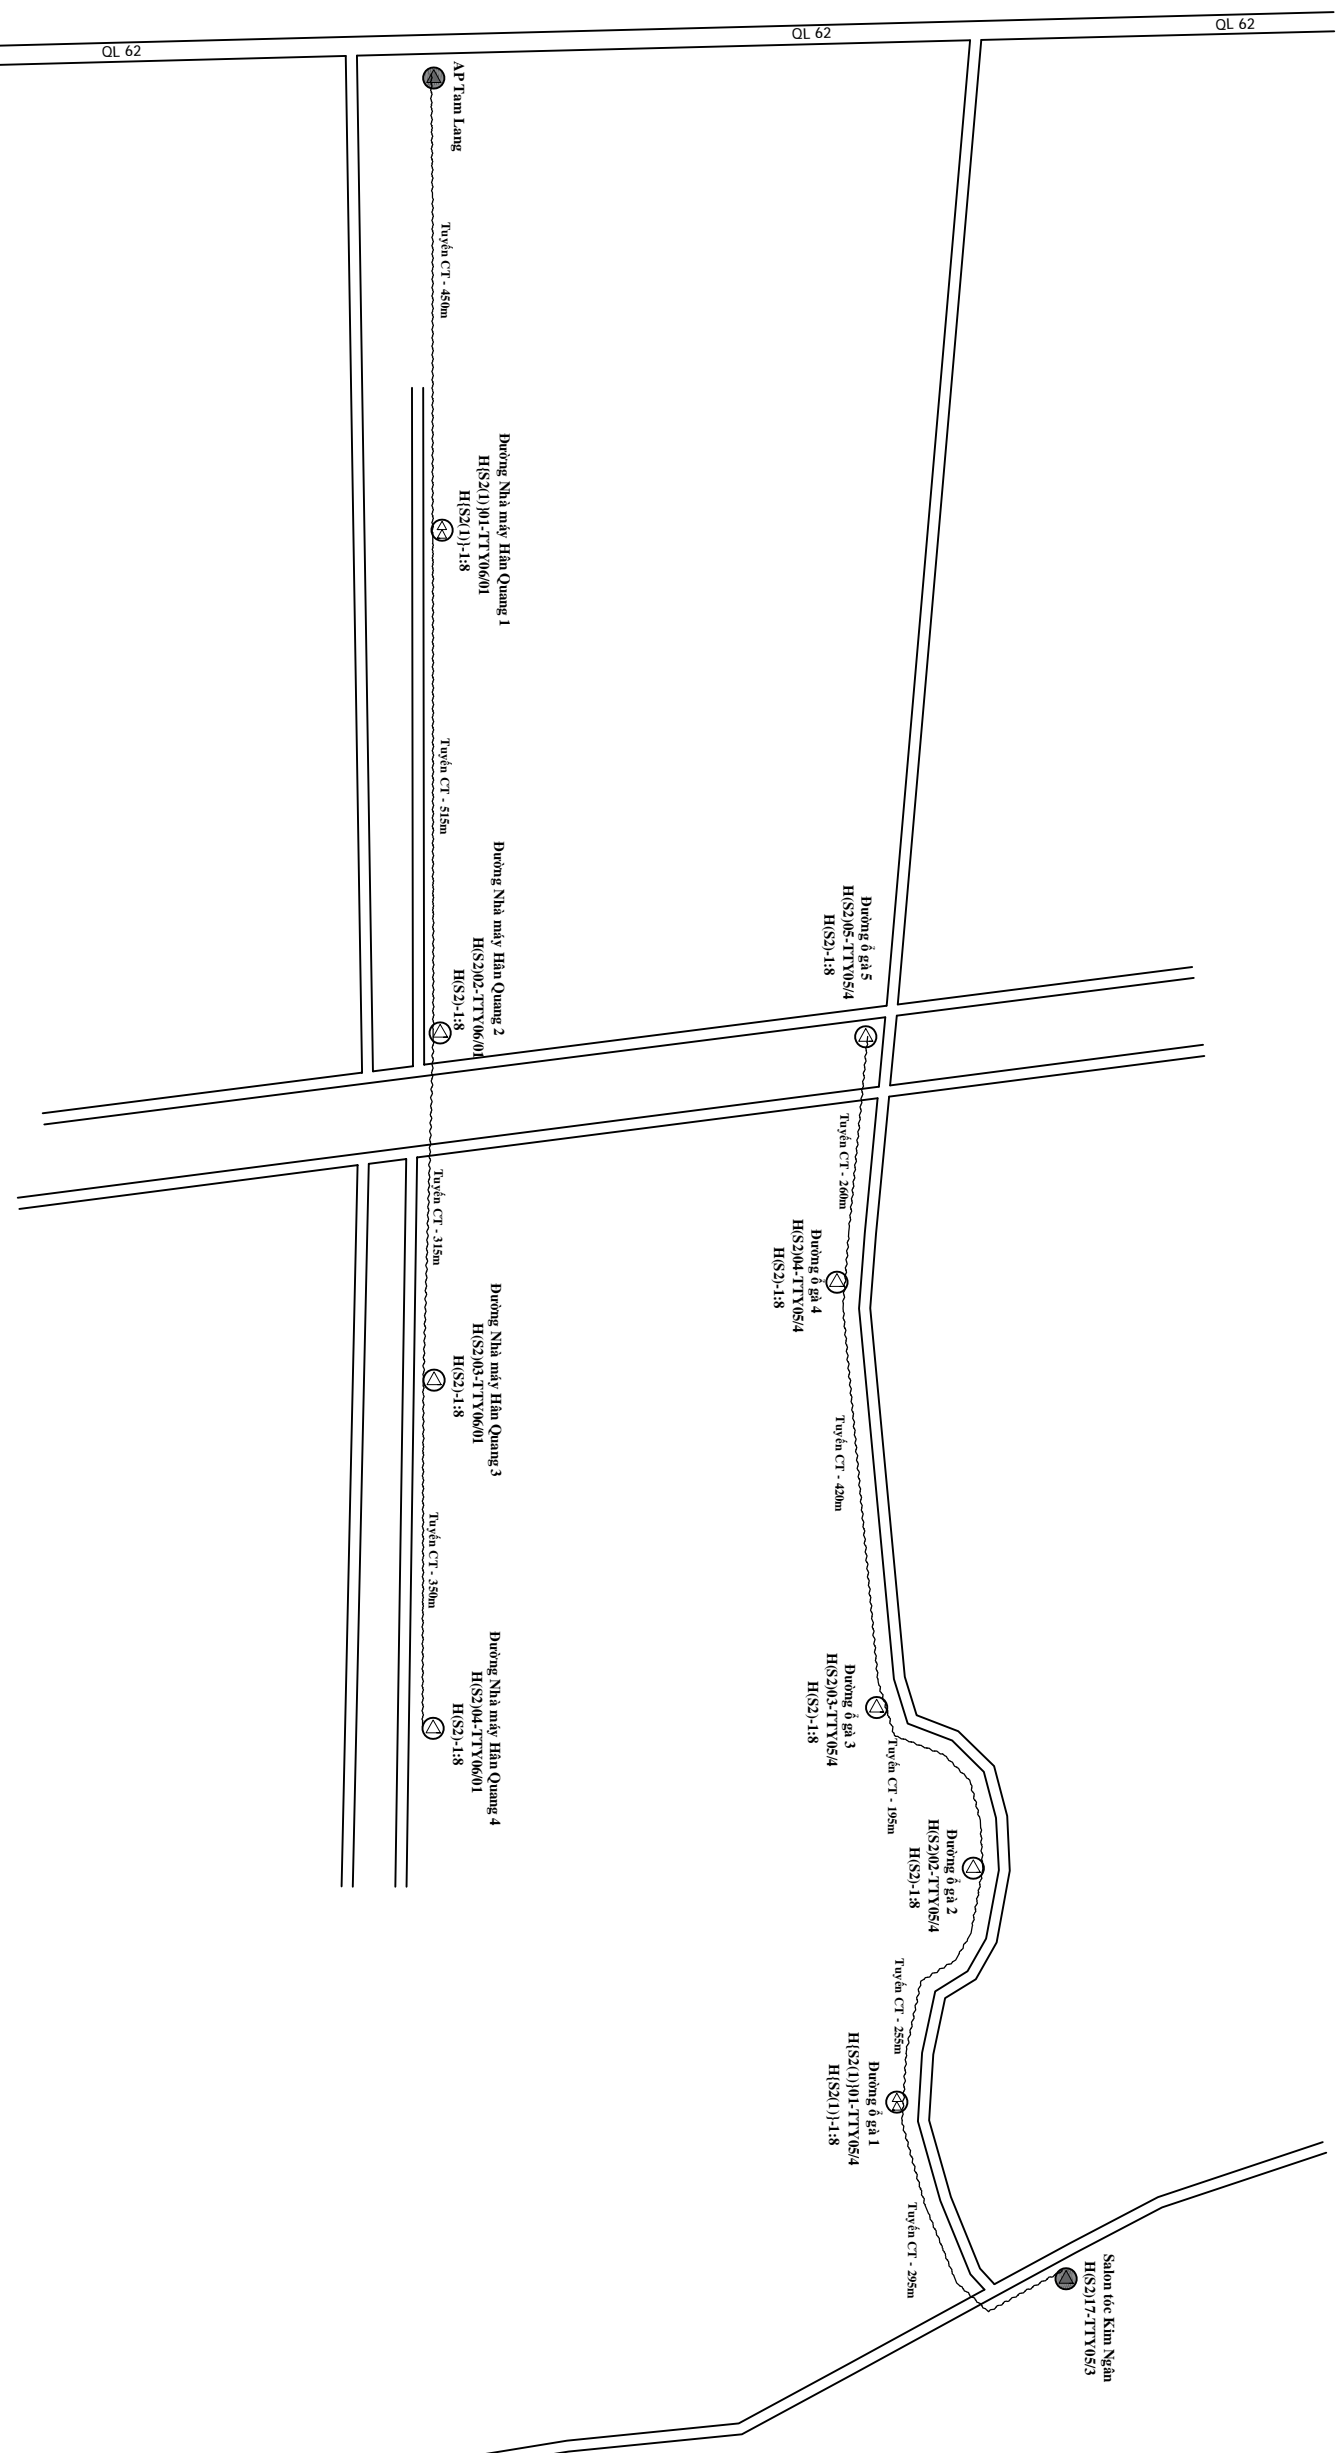 QL 62
QL 62
QL 62
AP Tam Lang
Tuyến CT - 450m
Đường Nhà máy Hân Quang 1
H{S2(1)}01-TTY06/01
H{S2(1)}-1:8
Tuyến CT - 515m
Đường Nhà máy Hân Quang 2
H(S2)02-TTY06/01
H(S2)-1:8
Tuyến CT - 315m
Đường Nhà máy Hân Quang 3
H(S2)03-TTY06/01
H(S2)-1:8
Tuyến CT - 350m
Đường Nhà máy Hân Quang 4
H(S2)04-TTY06/01
H(S2)-1:8
Đường ổ gà 5
H(S2)05-TTY05/4
H(S2)-1:8
Tuyến CT - 260m
Đường ổ gà 4
H(S2)04-TTY05/4
H(S2)-1:8
Tuyến CT - 420m
Đường ổ gà 3
H(S2)03-TTY05/4
H(S2)-1:8
Tuyến CT - 195m
Đường ổ gà 2
H(S2)02-TTY05/4
H(S2)-1:8
Tuyến CT - 255m
Đường ổ gà 1
H{S2(1)}01-TTY05/4
H{S2(1)}-1:8
Tuyến CT - 295m
Salon tóc Kim Ngân
H(S2)17-TTY05/3